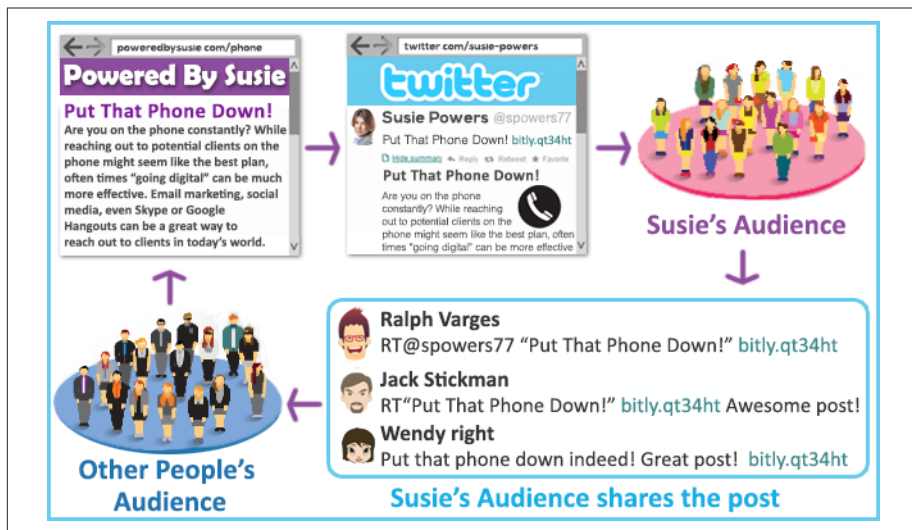 poweredbysusie com/phone
Powered By Susie
Put That Phone Down!
Are you on the phone constantly? While
reaching out to potential clients on the
phone might seem like the best plan,
often times "going digital" can be much
more effective. Email marketing, social
media, even Skype or Google
Hangouts can be a great way to
reach out to clients in today's world.
twitter com/susie-powers
twitter
Susie Powers @spowers77
Put That Phone Down! bitly.qt34ht
Hide summary Reply Retweet Favorite
Put That Phone Down!
Are you on the phone
constantly? While reaching
out to potential clients on the
phone might seem like the best plan, often
times "going digital" can be more effective
Susie's Audience
Ralph Varges
RT@spowers77 “Put That Phone Down!” bitly.qt34ht
Jack Stickman
RT“Put That Phone Down!” bitly.qt34ht Awesome post!
Wendy right
Put that phone down indeed! Great post! bitly.qt34ht
Susie's Audience shares the post
Other People's
Audience